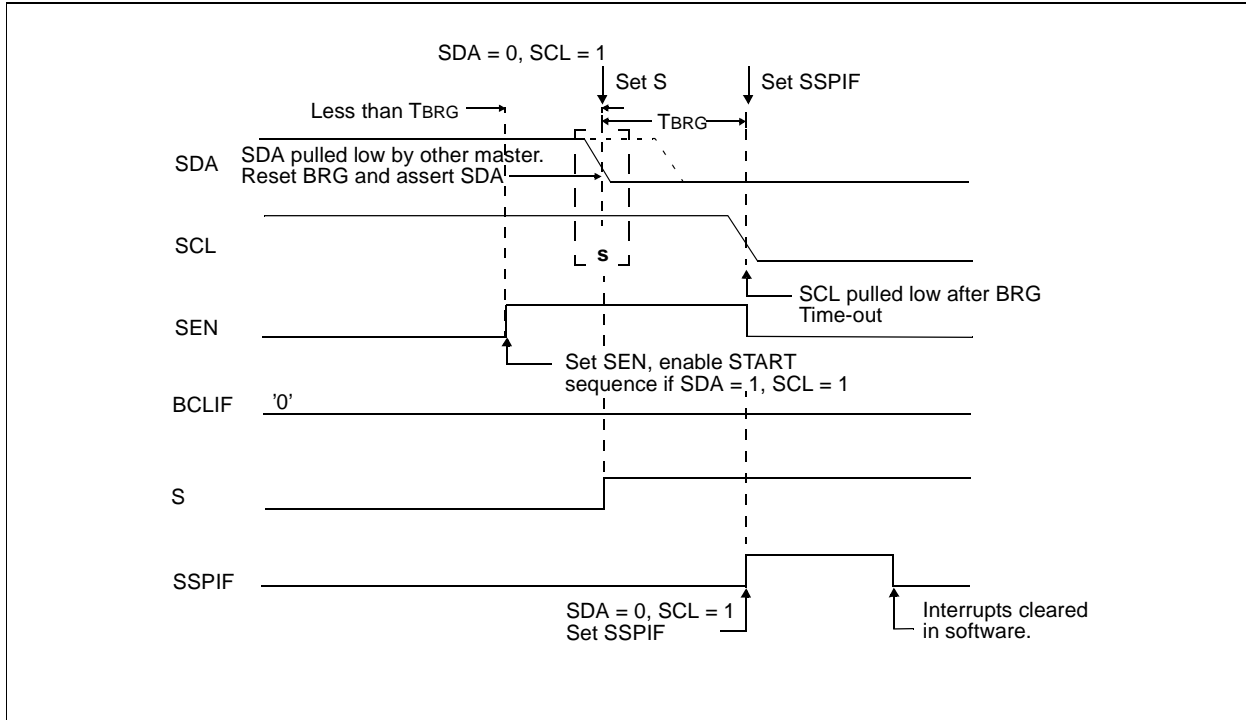 SDA = 0, SCL = 1
Set S
Set SSPIF
Less than TBRG
TBRG
SDA
SDA pulled low by other master.
Reset BRG and assert SDA
SCL
s
SCL pulled low after BRG
Time-out
SEN
Set SEN, enable START
sequence if SDA = 1, SCL = 1
BCLIF
'0'
S
SSPIF
SDA = 0, SCL = 1
Set SSPIF
Interrupts cleared
in software.